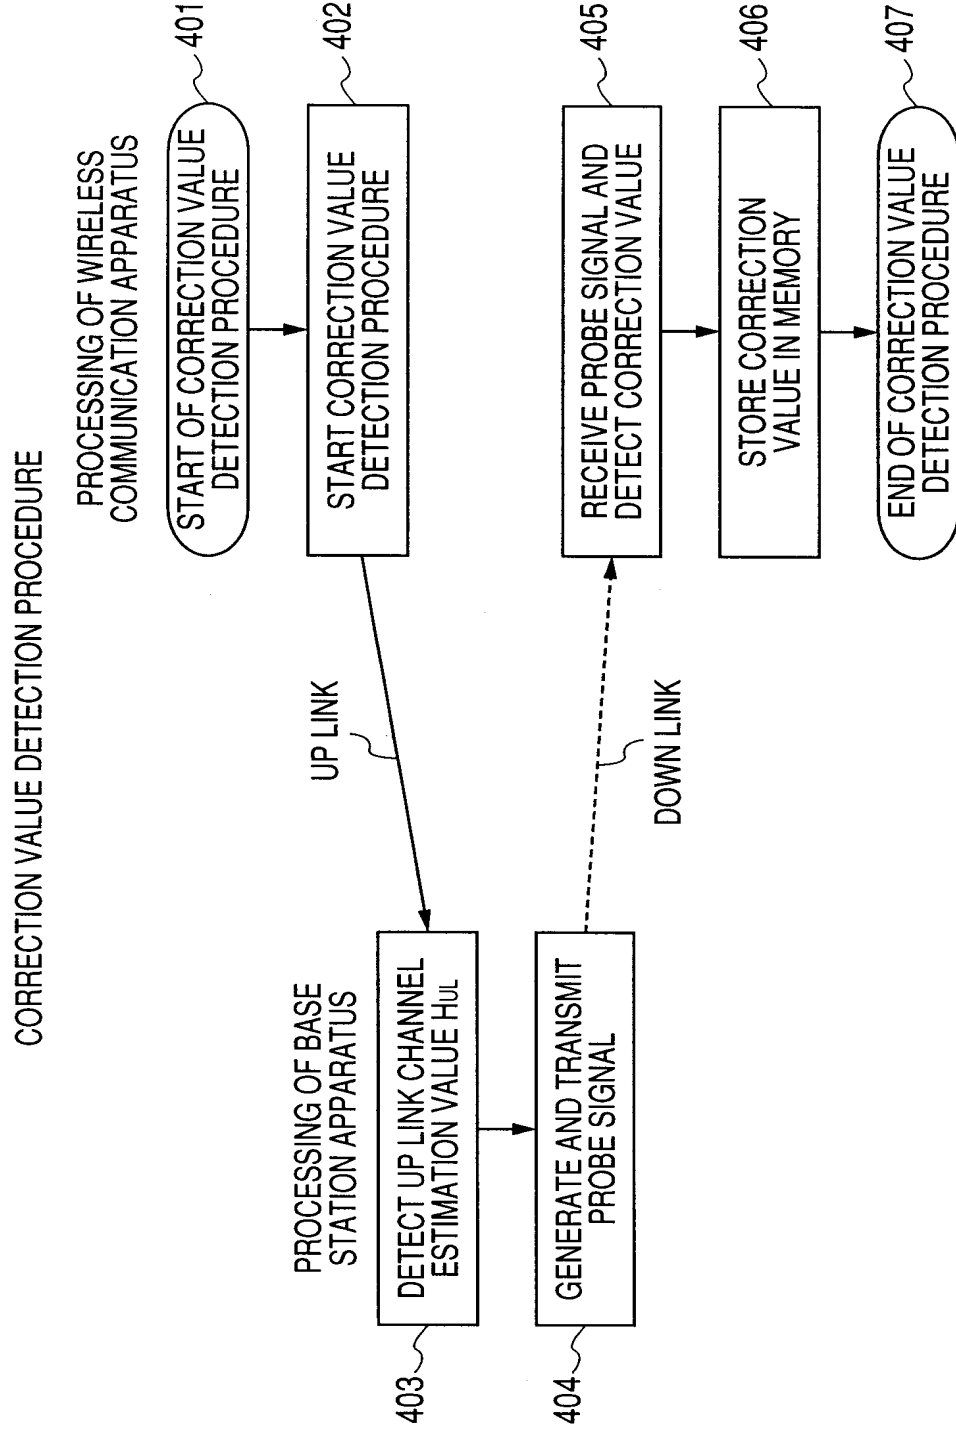 CORRECTION VALUE DETECTION PROCEDURE
PROCESSING OF WIRELESS
COMMUNICATION APPARATUS
START OF CORRECTION VALUE
DETECTION PROCEDURE
401
START CORRECTION VALUE
DETECTION PROCEDURE
402
UP LINK
PROCESSING OF BASE
STATION APPARATUS
DETECT UP LINK CHANNEL
ESTIMATION VALUE HUL
403
GENERATE AND TRANSMIT
PROBE SIGNAL
404
DOWN LINK
RECEIVE PROBE SIGNAL AND
DETECT CORRECTION VALUE
405
STORE CORRECTION
VALUE IN MEMORY
406
END OF CORRECTION VALUE
DETECTION PROCEDURE
407